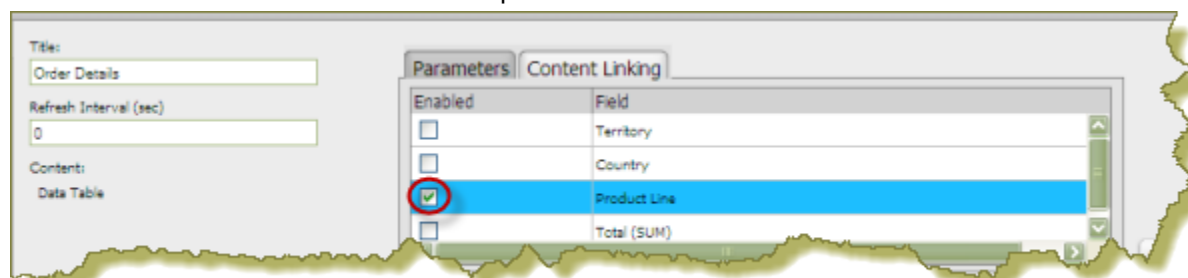 Title:
Order Details
Refresh Interval (sec)
0
Content:
Data Table
Parameters Content Linking
Enabled Field
Territory
Country
Product Line
Total (SUM)